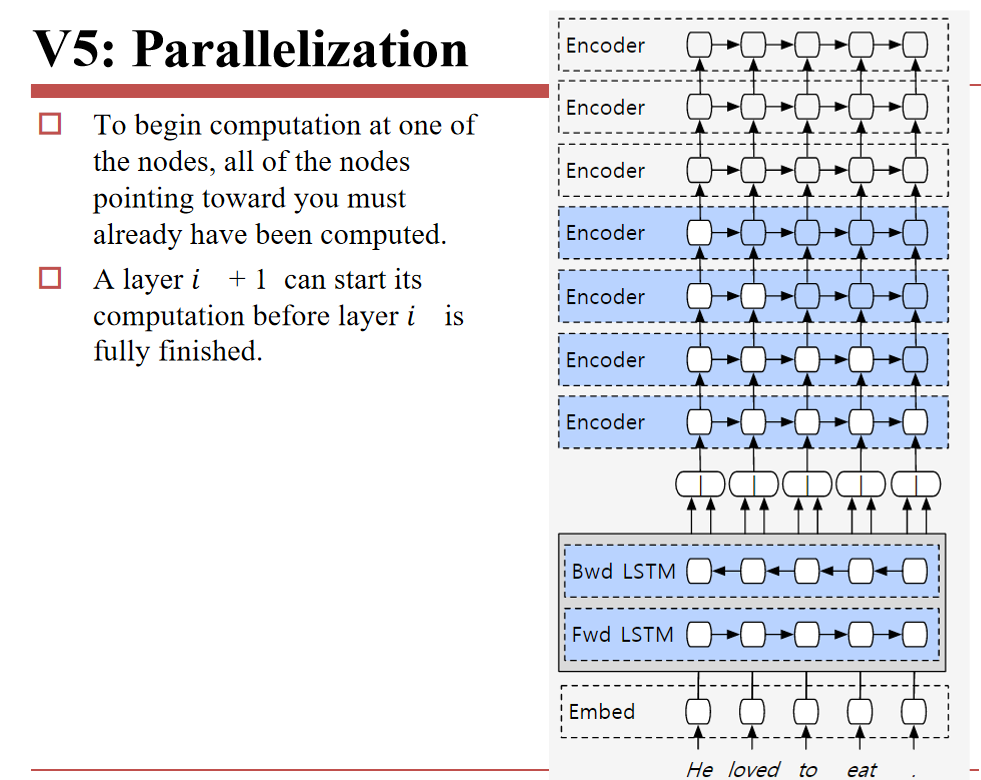 V5: Parallelization
To begin computation at one of
the nodes, all of the nodes
pointing toward you must
already have been computed.
A layer i + 1 can start its
computation before layer i is
fully finished.
Encoder
Encoder
Encoder
Encoder
Encoder
Encoder
Encoder
Bwd LSTM
Fwd LSTM
Embed
He loved to eat .